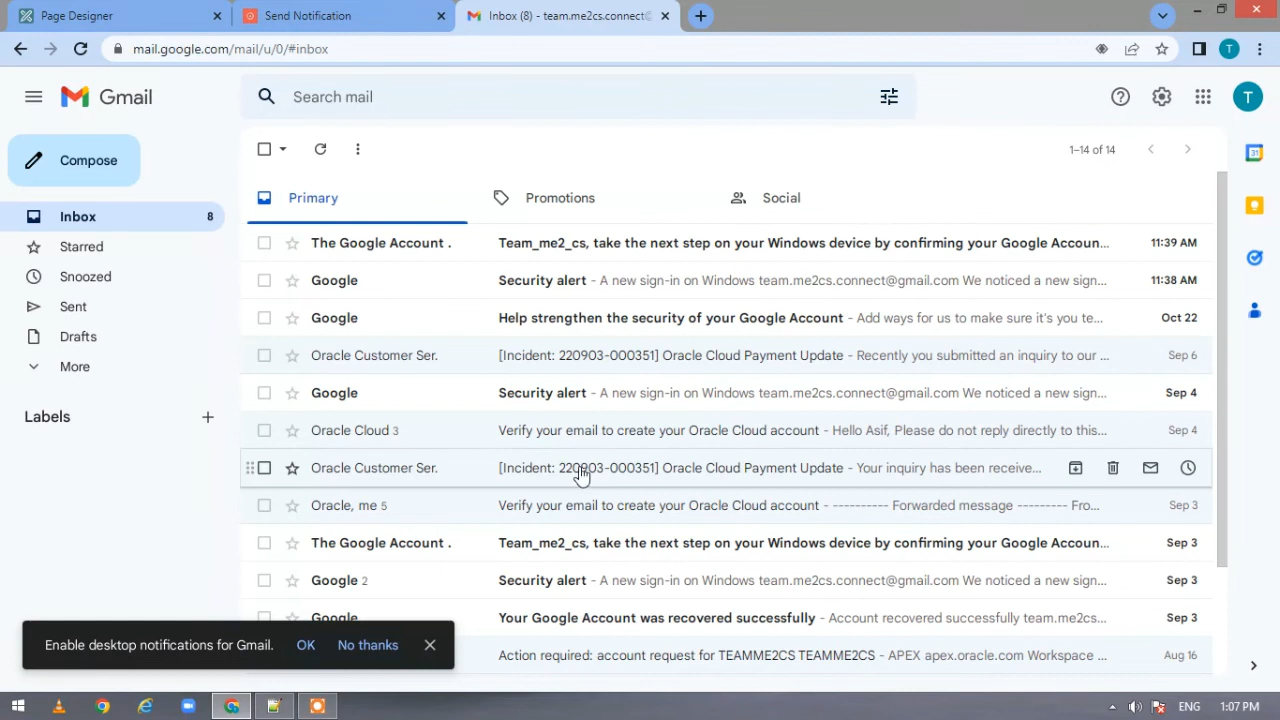 Page Designer
Send Notification
Inbox (8) - team.me2cs.connect@
mail.google.com/mail/u/0/#inbox
T
Gmail
Search mail
T
Compose
1–14 of 14
Primary
Promotions
Social
Inbox 8
Starred
Snoozed
Sent
Drafts
More
Labels
The Google Account . Team_me2_cs, take the next step on your Windows device by confirming your Google Accoun... 11:39 AM
Google Security alert - A new sign-in on Windows team.me2cs.connect@gmail.com We noticed a new sign... 11:38 AM
Google Help strengthen the security of your Google Account - Add ways for us to make sure it's you te... Oct 22
Oracle Customer Ser. [Incident: 220903-000351] Oracle Cloud Payment Update - Recently you submitted an inquiry to our ... Sep 6
Google Security alert - A new sign-in on Windows team.me2cs.connect@gmail.com We noticed a new sign... Sep 4
Oracle Cloud 3 Verify your email to create your Oracle Cloud account - Hello Asif, Please do not reply directly to this... Sep 4
Oracle Customer Ser. [Incident: 220903-000351] Oracle Cloud Payment Update - Your inquiry has been receive...
Oracle, me 5 Verify your email to create your Oracle Cloud account - ---------- Forwarded message --------- Fro... Sep 3
The Google Account . Team_me2_cs, take the next step on your Windows device by confirming your Google Accoun... Sep 3
Google 2 Security alert - A new sign-in on Windows team.me2cs.connect@gmail.com We noticed a new sign... Sep 3
Google Your Google Account was recovered successfully - Account recovered successfully team.me2cs... Sep 3
Action required: account request for TEAMME2CS TEAMME2CS - APEX apex.oracle.com Workspace ... Aug 16
Enable desktop notifications for Gmail. OK No thanks
ENG 1:07 PM